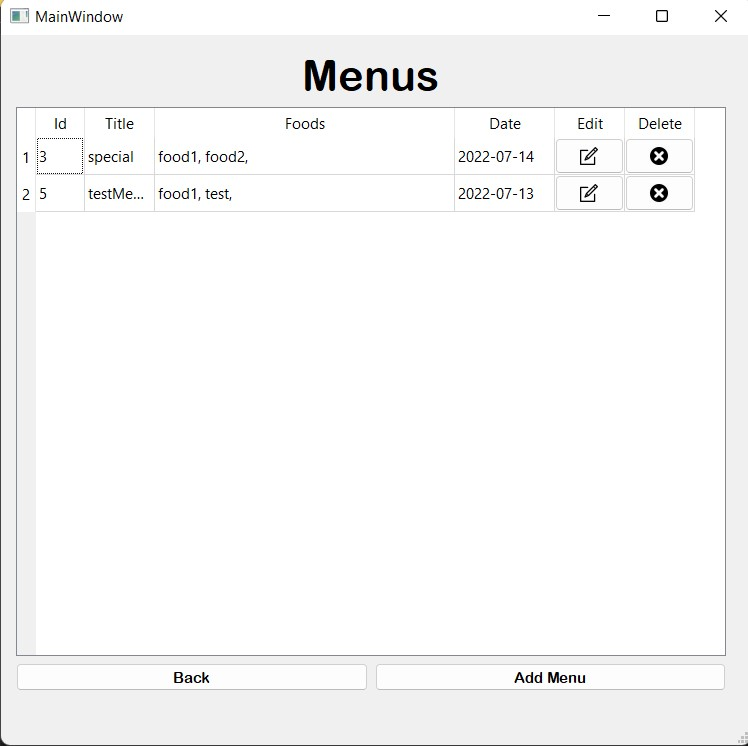 MainWindow
Menus
Id Title Foods Date Edit Delete
1 3 special food1, food2, 2022-07-14
2 5 testMe... food1, test, 2022-07-13
Back Add Menu